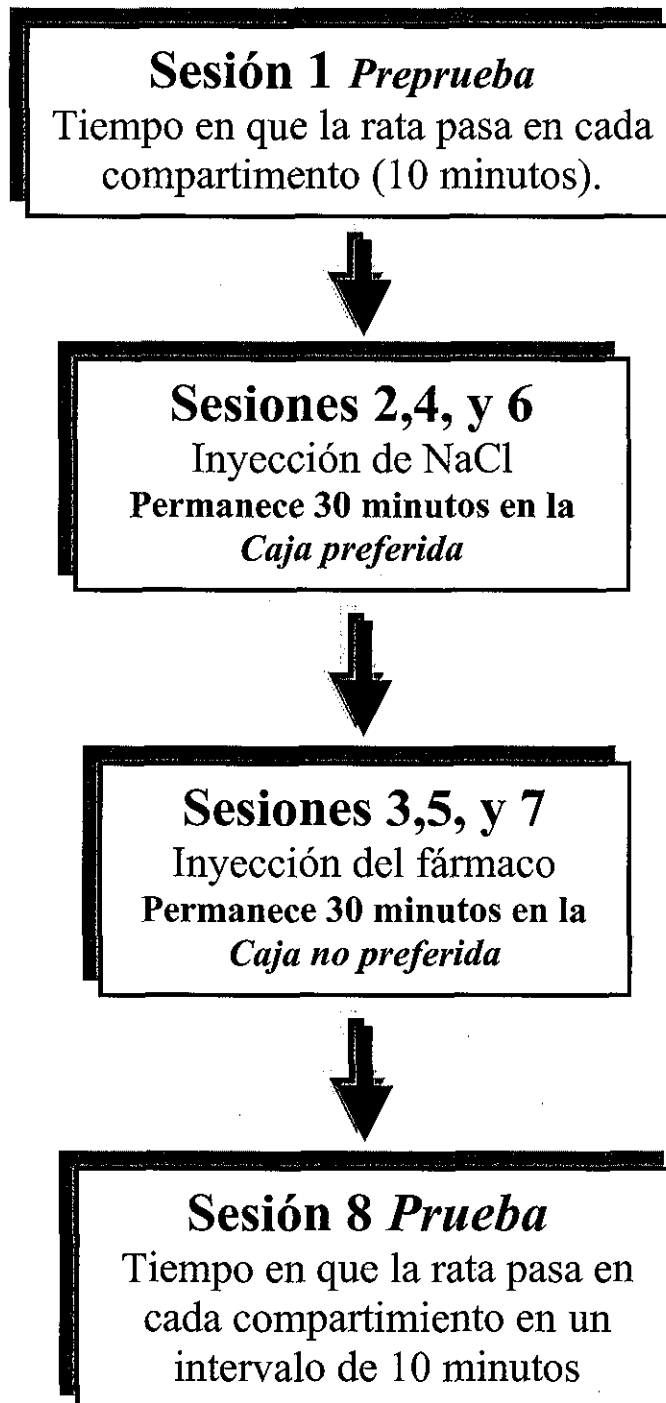 Sesión 1 Preprueba
Tiempo en que la rata pasa en cada
compartimento (10 minutos).
Sesiones 2,4, y 6
Inyección de NaCl
Permanece 30 minutos en la
Caja preferida
Sesiones 3,5, y 7
Inyección del fármaco
Permanece 30 minutos en la
Caja no preferida
Sesión 8 Prueba
Tiempo en que la rata pasa en
cada compartimiento en un
intervalo de 10 minutos